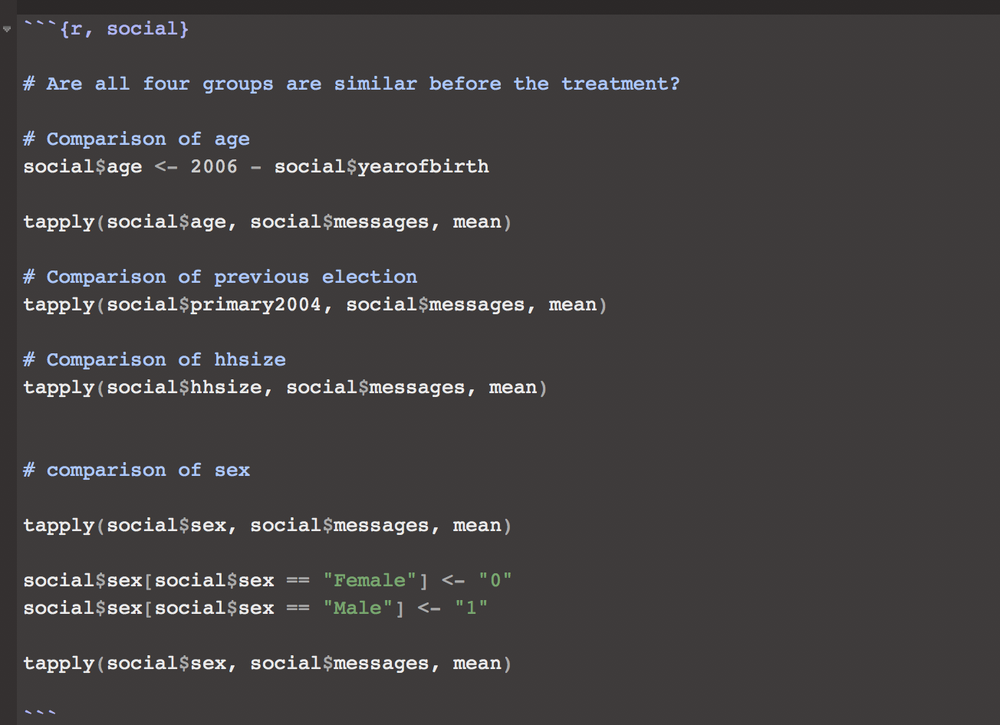 ```{r, social}
# Are all four groups are similar before the treatment?
# Comparison of age
social$age <- 2006 - social$yearofbirth
tapply(social$age, social$messages, mean)
# Comparison of previous election
tapply(social$primary2004, social$messages, mean)
# Comparison of hhsize
tapply(social$hhsize, social$messages, mean)
# comparison of sex
tapply(social$sex, social$messages, mean)
social$sex[social$sex == "Female"] <- "0"
social$sex[social$sex == "Male"] <- "1"
tapply(social$sex, social$messages, mean)
```